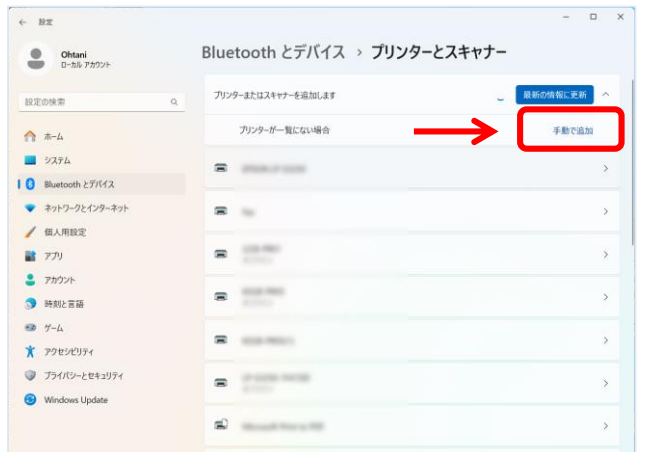 設定
Ohtani
ローカル アカウント
設定の検索
ホーム
システム
Bluetooth とデバイス
ネットワークとインターネット
個人用設定
アプリ
アカウント
時刻と言語
ゲーム
アクセシビリティ
プライバシーとセキュリティ
Windows Update
Bluetooth とデバイス › プリンターとスキャナー
プリンターまたはスキャナーを追加します 最新の情報に更新
プリンターが一覧にない場合 手動で追加